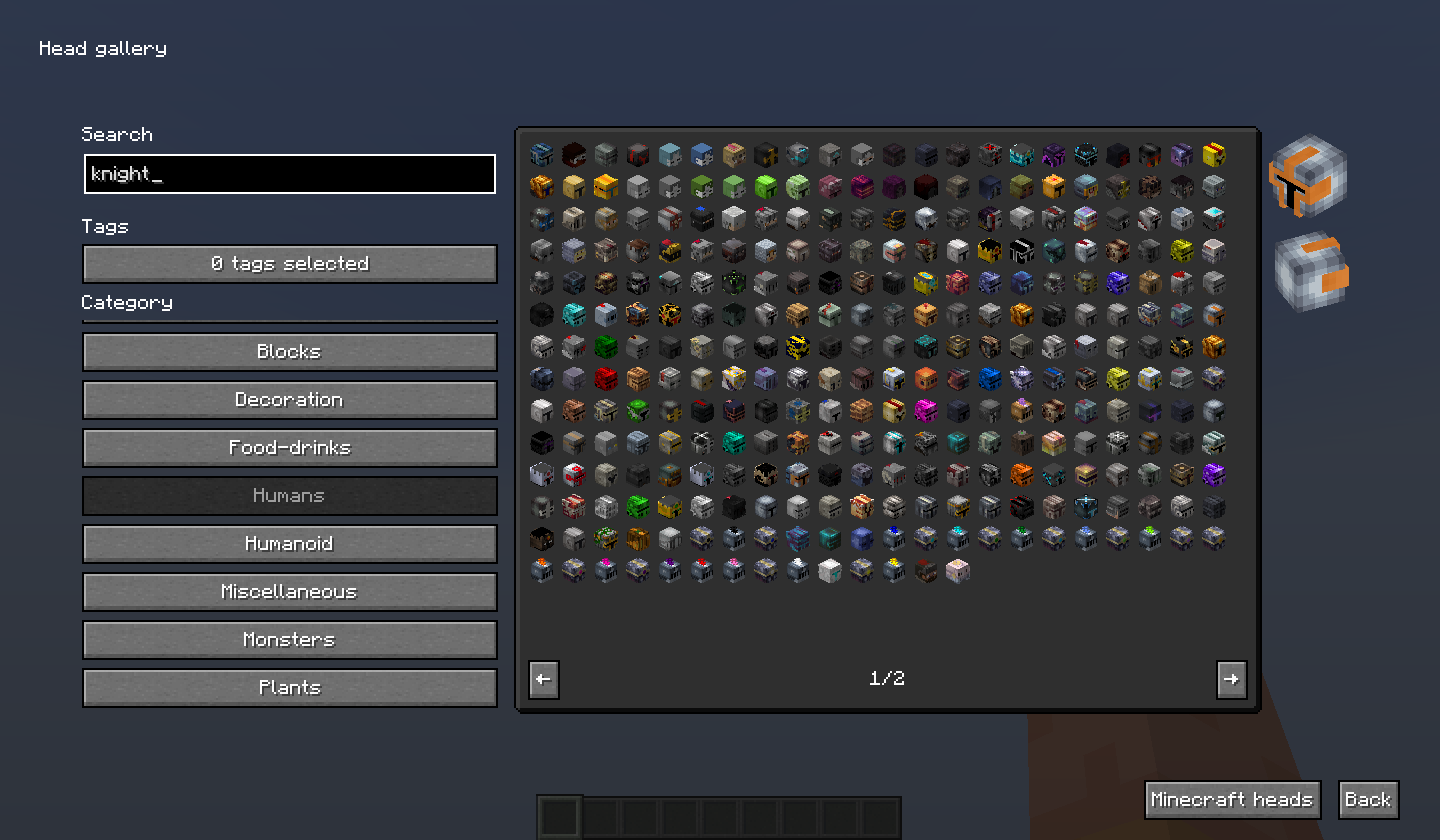 Head gallery
Search
knight_
Tags
0 tags selected
Category
Blocks
Decoration
Food-drinks
Humans
Humanoid
Miscellaneous
Monsters
Plants
1/2
Minecraft heads
Back